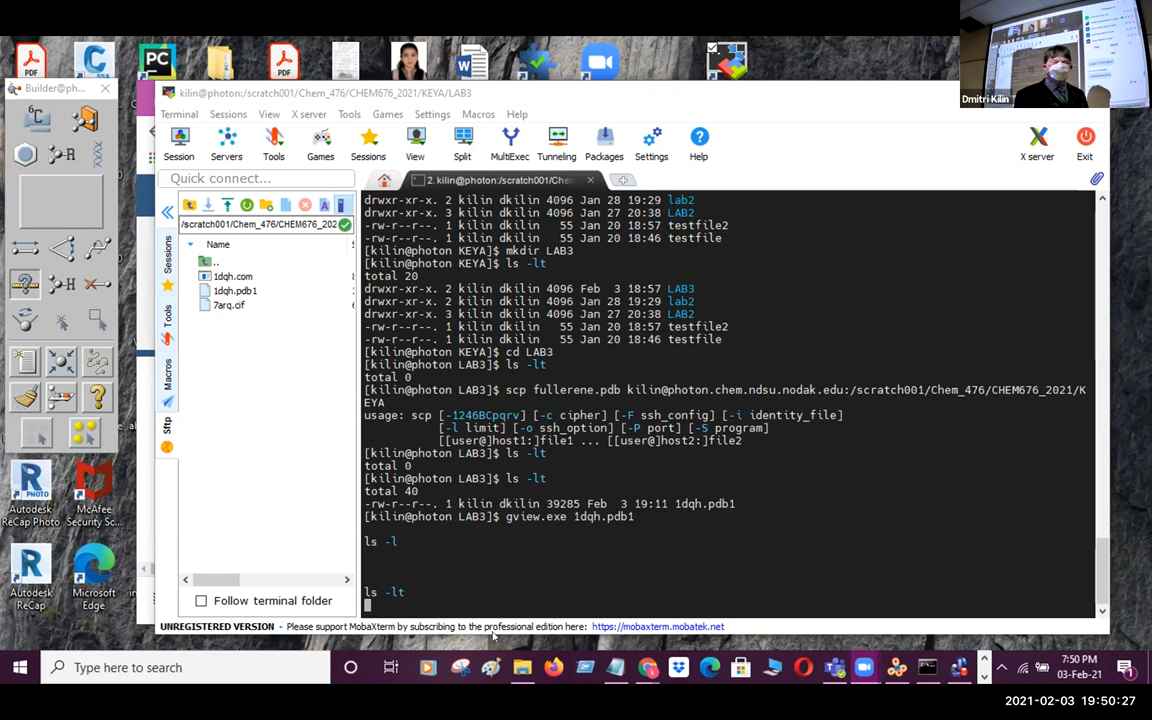 Dmitri Kilin
PDF
SSA
PC
PDF
Builder@ph...
kilin@photon:/scratch001/Chem_476/CHEM676_2021/KEYA/LAB3
Terminal Sessions View X server Tools Games Settings Macros Help
Session Servers Tools Games Sessions View Split MultiExec Tunneling Packages Settings Help X server Exit
Quick connect...
2. kilin@photon:/scratch001/Che
/scratch001/Chem_476/CHEM676_202
Name
..
1dqh.com
1dqh.pdb1
7arq.cif
Sessions
Tools
Macros
Sftp
drwxr-xr-x. 2 kilin dkilin 4096 Jan 28 19:29 lab2
drwxr-xr-x. 3 kilin dkilin 4096 Jan 27 20:38 LAB2
-rw-r--r--. 1 kilin dkilin 55 Jan 20 18:57 testfile2
-rw-r--r--. 1 kilin dkilin 55 Jan 20 18:46 testfile
[kilin@photon KEYA]$ mkdir LAB3
[kilin@photon KEYA]$ ls -lt
total 20
drwxr-xr-x. 2 kilin dkilin 4096 Feb 3 18:57 LAB3
drwxr-xr-x. 2 kilin dkilin 4096 Jan 28 19:29 lab2
drwxr-xr-x. 3 kilin dkilin 4096 Jan 27 20:38 LAB2
-rw-r--r--. 1 kilin dkilin 55 Jan 20 18:57 testfile2
-rw-r--r--. 1 kilin dkilin 55 Jan 20 18:46 testfile
[kilin@photon KEYA]$ cd LAB3
[kilin@photon LAB3]$ ls -lt
total 0
[kilin@photon LAB3]$ scp fullerene.pdb kilin@photon.chem.ndsu.nodak.edu:/scratch001/Chem_476/CHEM676_2021/K
EYA
usage: scp [-1246BCpqrv] [-c cipher] [-F ssh_config] [-i identity_file]
[-l limit] [-o ssh_option] [-P port] [-S program]
[[user@]host1:]file1 ... [[user@]host2:]file2
[kilin@photon LAB3]$ ls -lt
total 0
[kilin@photon LAB3]$ ls -lt
total 40
-rw-r--r--. 1 kilin dkilin 39285 Feb 3 19:11 1dqh.pdb1
[kilin@photon LAB3]$ gview.exe 1dqh.pdb1
ls -l
ls -lt
Follow terminal folder
UNREGISTERED VERSION - Please support MobaXterm by subscribing to the professional edition here: https://mobaxterm.mobatek.net
Autodesk
ReCap Photo
McAfee
Security Sc...
Autodesk
ReCap
Microsoft
Edge
Type here to search
7:50 PM
03-Feb-21
2021-02-03 19:50:27